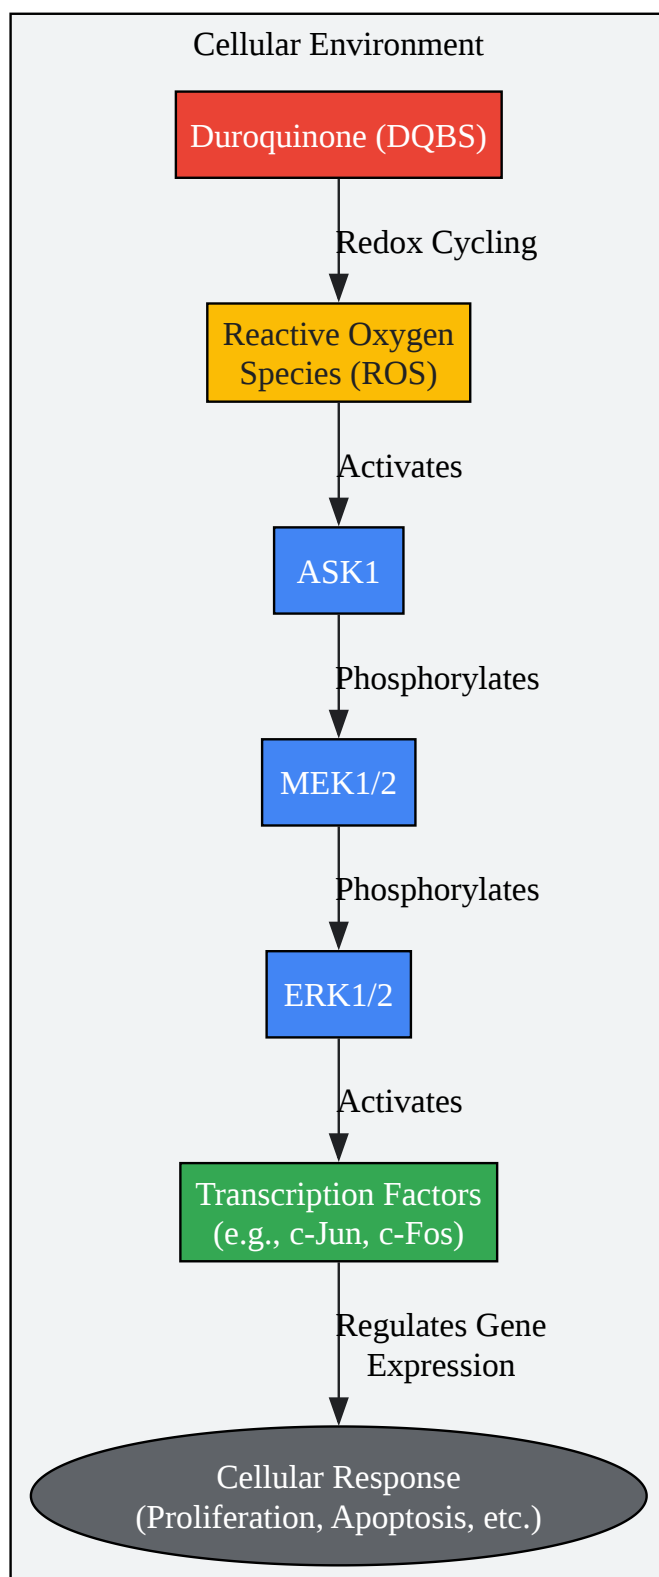 Cellular Environment
Duroquinone (DQBS)
Redox Cycling
Reactive Oxygen
Species (ROS)
Activates
ASK1
Phosphorylates
MEK1/2
Phosphorylates
ERK1/2
Activates
Transcription Factors
(e.g., c-Jun, c-Fos)
Regulates Gene
Expression
Cellular Response
(Proliferation, Apoptosis, etc.)